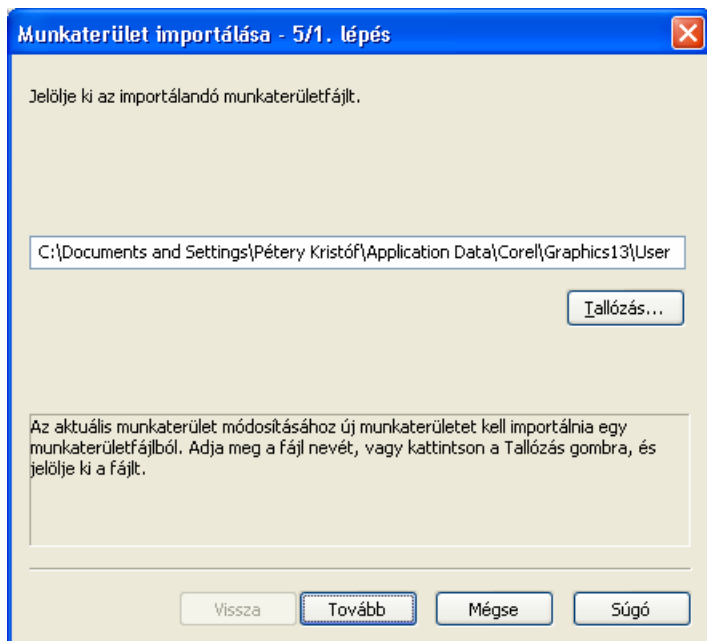 Munkaterület importálása - 5/1. lépés
Jelölje ki az importálandó munkaterületfájlt.
C:\Documents and Settings\Pétery Kristóf\Application Data\Corel\Graphics13\User
Tallózás...
Az aktuális munkaterület módosításához új munkaterületet kell importálnia egy
munkaterületfájlból. Adja meg a fájl nevét, vagy kattintson a Tallózás gombra, és
jelölje ki a fájlt.
Vissza Tovább Mégse Súgó